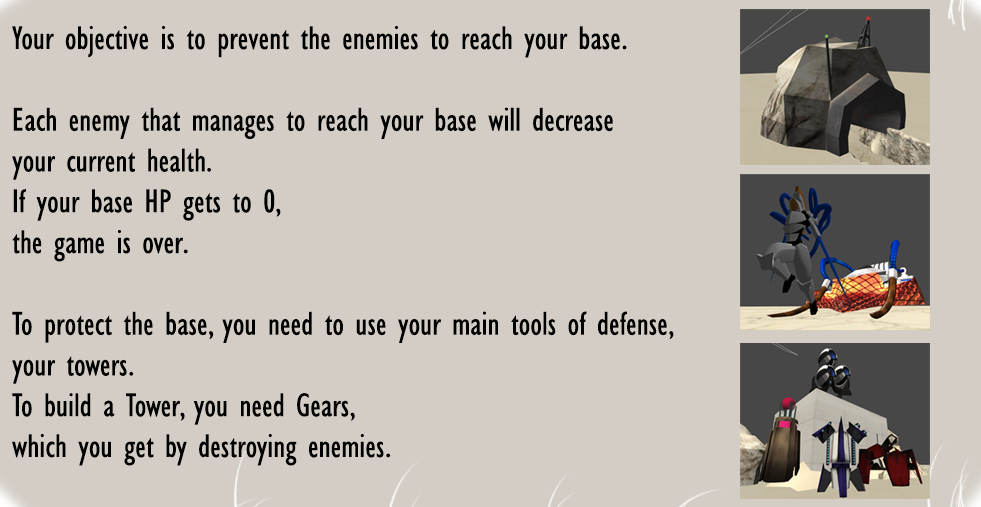 Your objective is to prevent the enemies to reach your base.
Each enemy that manages to reach your base will decrease
your current health.
If your base HP gets to 0,
the game is over.
To protect the base, you need to use your main tools of defense,
your towers.
To build a Tower, you need Gears,
which you get by destroying enemies.